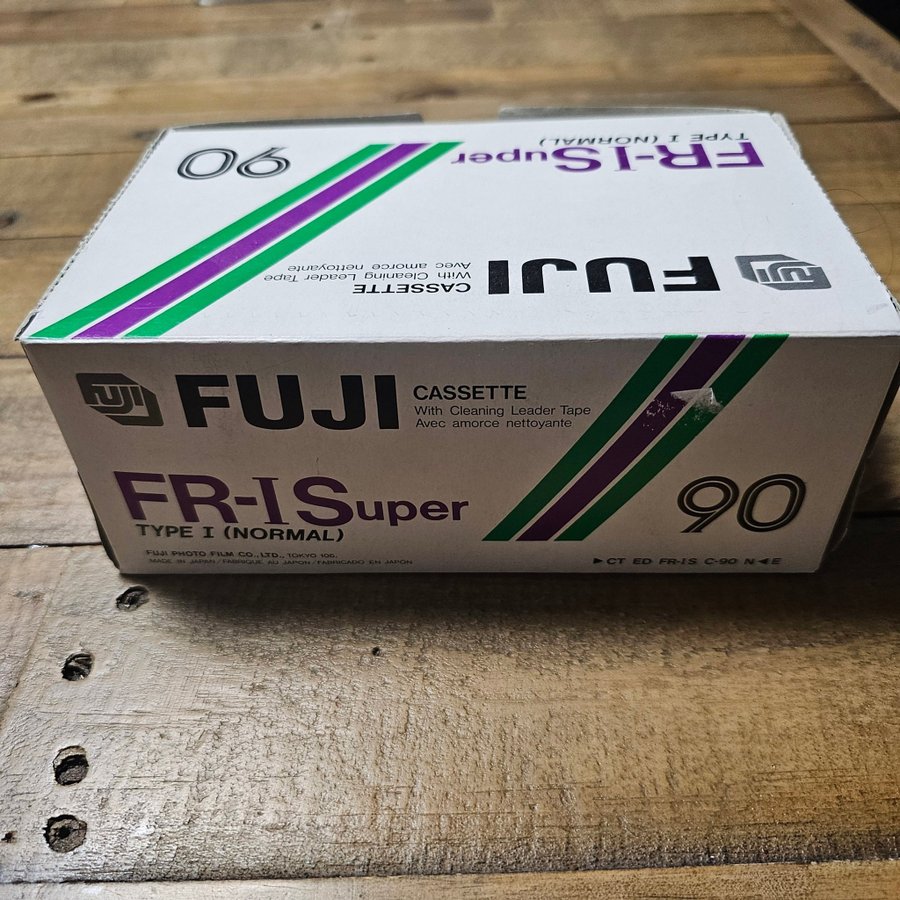 TYPE I (NORMAL)
FR-I Super
90
FUJI
FUJI
CASSETTE
With Cleaning Leader Tape
Avec amorce nettoyante
FUJI
FUJI
CASSETTE
With Cleaning Leader Tape
Avec amorce nettoyante
FR-I Super
TYPE I (NORMAL)
90
FUJI PHOTO FILM CO., LTD., TOKYO 106.
MADE IN JAPAN / FABRIQUE AU JAPON / FABRICADO EN JAPON
▶CT ED FR-IS C-90 N◀E